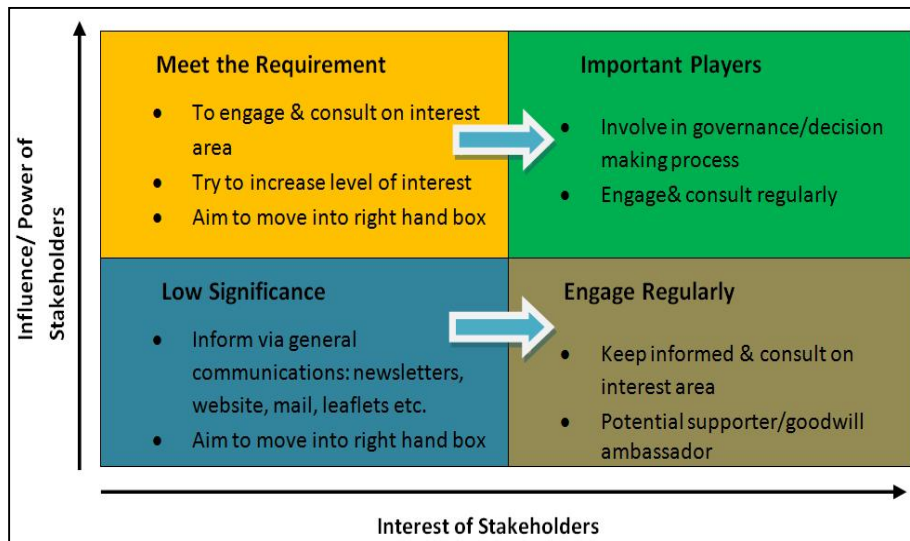 Influence/ Power of
Stakeholders
Meet the Requirement
• To engage & consult on interest
area
• Try to increase level of interest
• Aim to move into right hand box
Important Players
• Involve in governance/decision
making process
• Engage& consult regularly
Low Significance
• Inform via general
communications: newsletters,
website, mail, leaflets etc.
• Aim to move into right hand box
Engage Regularly
• Keep informed & consult on
interest area
• Potential supporter/goodwill
ambassador
Interest of Stakeholders